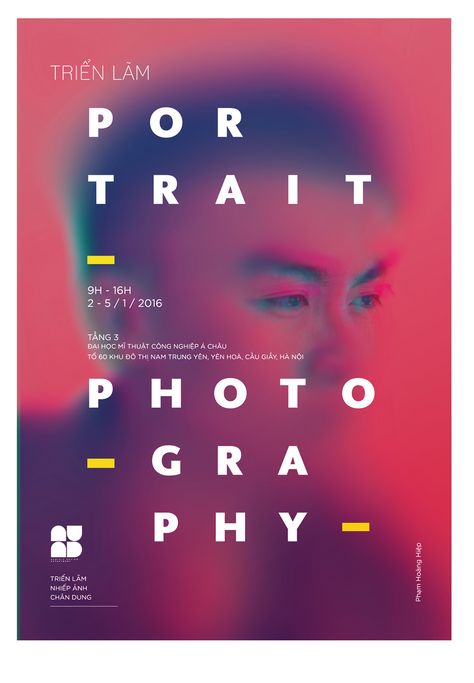 TRIỂN LÃM
POR
TRAIT
–
9H - 16H
2 - 5 / 1 / 2016
TẦNG 3
ĐẠI HỌC MĨ THUẬT CÔNG NGHIỆP Á CHÂU
TỔ 60 KHU ĐÔ THỊ NAM TRUNG YÊN, YÊN HOÀ, CẦU GIẤY, HÀ NỘI
PHOTO
– GRA
PHY –
TRIỂN LÃM
NHIẾP ẢNH
CHÂN DUNG
Phạm Hoàng Hiệp